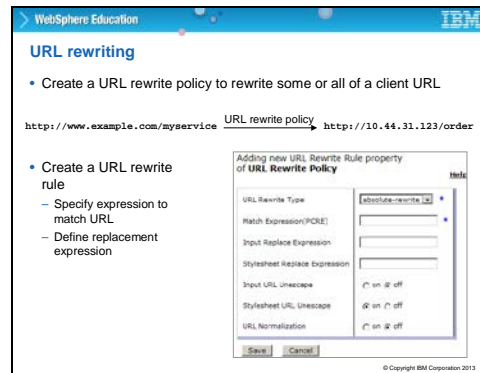 WebSphere Education
IBM
URL rewriting
• Create a URL rewrite policy to rewrite some or all of a client URL
http://www.example.com/myservice URL rewrite policy http://10.44.31.123/order
• Create a URL rewrite
rule
– Specify expression to
match URL
– Define replacement
expression
Adding new URL Rewrite Rule property
of URL Rewrite Policy
Help
URL Rewrite Type absolute-rewrite *
Match Expression(PCRE) *
Input Replace Expression
Stylesheet Replace Expression
Input URL Unescape on off
Stylesheet URL Unescape on off
URL Normalization on off
Save Cancel
© Copyright IBM Corporation 2013